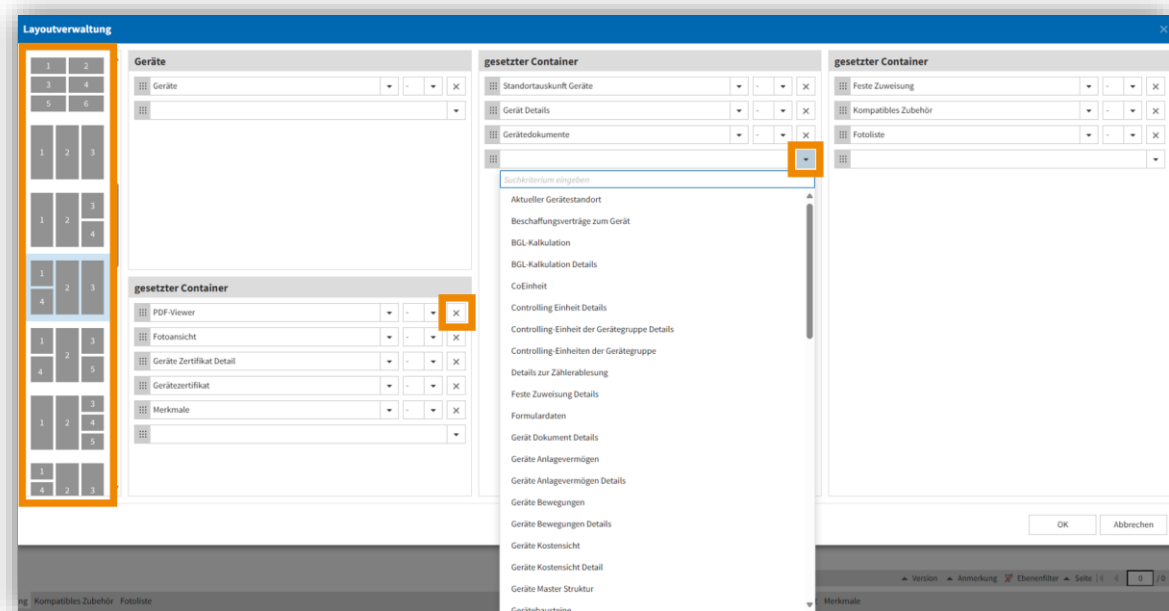 Layoutverwaltung
1 2
3 4
5 6
1 2 3
1 2 3
4
1 2 3
4
1 2 3
4 5
1 2 3
4
5
1 2 3
4
Geräte
Geräte
gesetzter Container
PDF-Viewer
Fotoansicht
Geräte Zertifikat Detail
Gerätezertifikat
Merkmale
gesetzter Container
Standortauskunft Geräte
Gerät Details
Gerätedokumente
Suchkriterium eingeben
Aktueller Gerätestandort
Beschaffungsverträge zum Gerät
BGL-Kalkulation
BGL-Kalkulation Details
CoEinheit
Controlling Einheit Details
Controlling-Einheit der Gerätegruppe Details
Controlling-Einheiten der Gerätegruppe
Details zur Zählerablesung
Feste Zuweisung Details
Formulardaten
Gerät Dokument Details
Geräte Anlagevermögen
Geräte Anlagevermögen Details
Geräte Bewegungen
Geräte Bewegungen Details
Geräte Kostensicht
Geräte Kostensicht Detail
Geräte Master Struktur
Gerätebausteine
gesetzter Container
Feste Zuweisung
Kompatibles Zubehör
Fotoliste
OK Abbrechen
Version Anmerkung Ebenenfilter Seite 0 / 0
ng Kompatibles Zubehör Fotoliste Merkmale